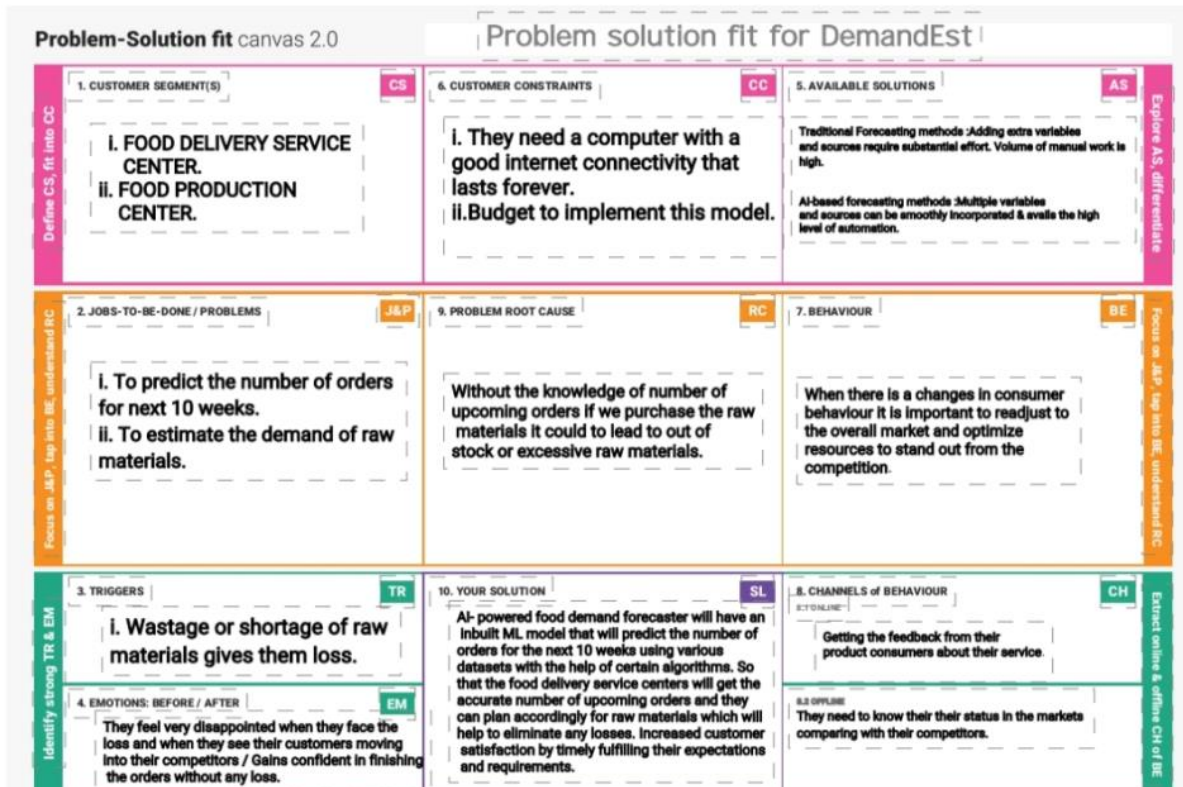 Problem-Solution fit canvas 2.0
Problem solution fit for DemandEst
Define CS, fit into CC
1. CUSTOMER SEGMENT(S)
CS
i. FOOD DELIVERY SERVICE
CENTER.
ii. FOOD PRODUCTION
CENTER.
6. CUSTOMER CONSTRAINTS
CC
i. They need a computer with a
good internet connectivity that
lasts forever.
ii.Budget to implement this model.
5. AVAILABLE SOLUTIONS
AS
Traditional Forecasting methods :Adding extra variables
and sources require substantial effort. Volume of manual work is
high.
AI-based forecasting methods :Multiple variables
and sources can be smoothly incorporated & avails the high
level of automation.
Explore AS, differentiate
Focus on J&P, tap into BE, understand RC
2. JOBS-TO-BE-DONE / PROBLEMS
J&P
i. To predict the number of orders
for next 10 weeks.
ii. To estimate the demand of raw
materials.
9. PROBLEM ROOT CAUSE
RC
Without the knowledge of number of
upcoming orders if we purchase the raw
materials it could to lead to out of
stock or excessive raw materials.
7. BEHAVIOUR
BE
When there is a changes in consumer
behaviour it is important to readjust to
the overall market and optimize
resources to stand out from the
competition.
Focus on J&P, tap into BE, understand RC
Identify strong TR & EM
3. TRIGGERS
TR
i. Wastage or shortage of raw
materials gives them loss.
4. EMOTIONS: BEFORE / AFTER
EM
They feel very disappointed when they face the
loss and when they see their customers moving
into their competitors / Gains confident in finishing
the orders without any loss.
10. YOUR SOLUTION
SL
AI- powered food demand forecaster will have an
inbuilt ML model that will predict the number of
orders for the next 10 weeks using various
datasets with the help of certain algorithms. So
that the food delivery service centers will get the
accurate number of upcoming orders and they
can plan accordingly for raw materials which will
help to eliminate any losses. Increased customer
satisfaction by timely fulfilling their expectations
and requirements.
8. CHANNELS of BEHAVIOUR
CH
8.1 ONLINE
Getting the feedback from their
product consumers about their service.
8.2 OFFLINE
They need to know their their status in the markets
comparing with their competitors.
Extract online & offline CH of BE